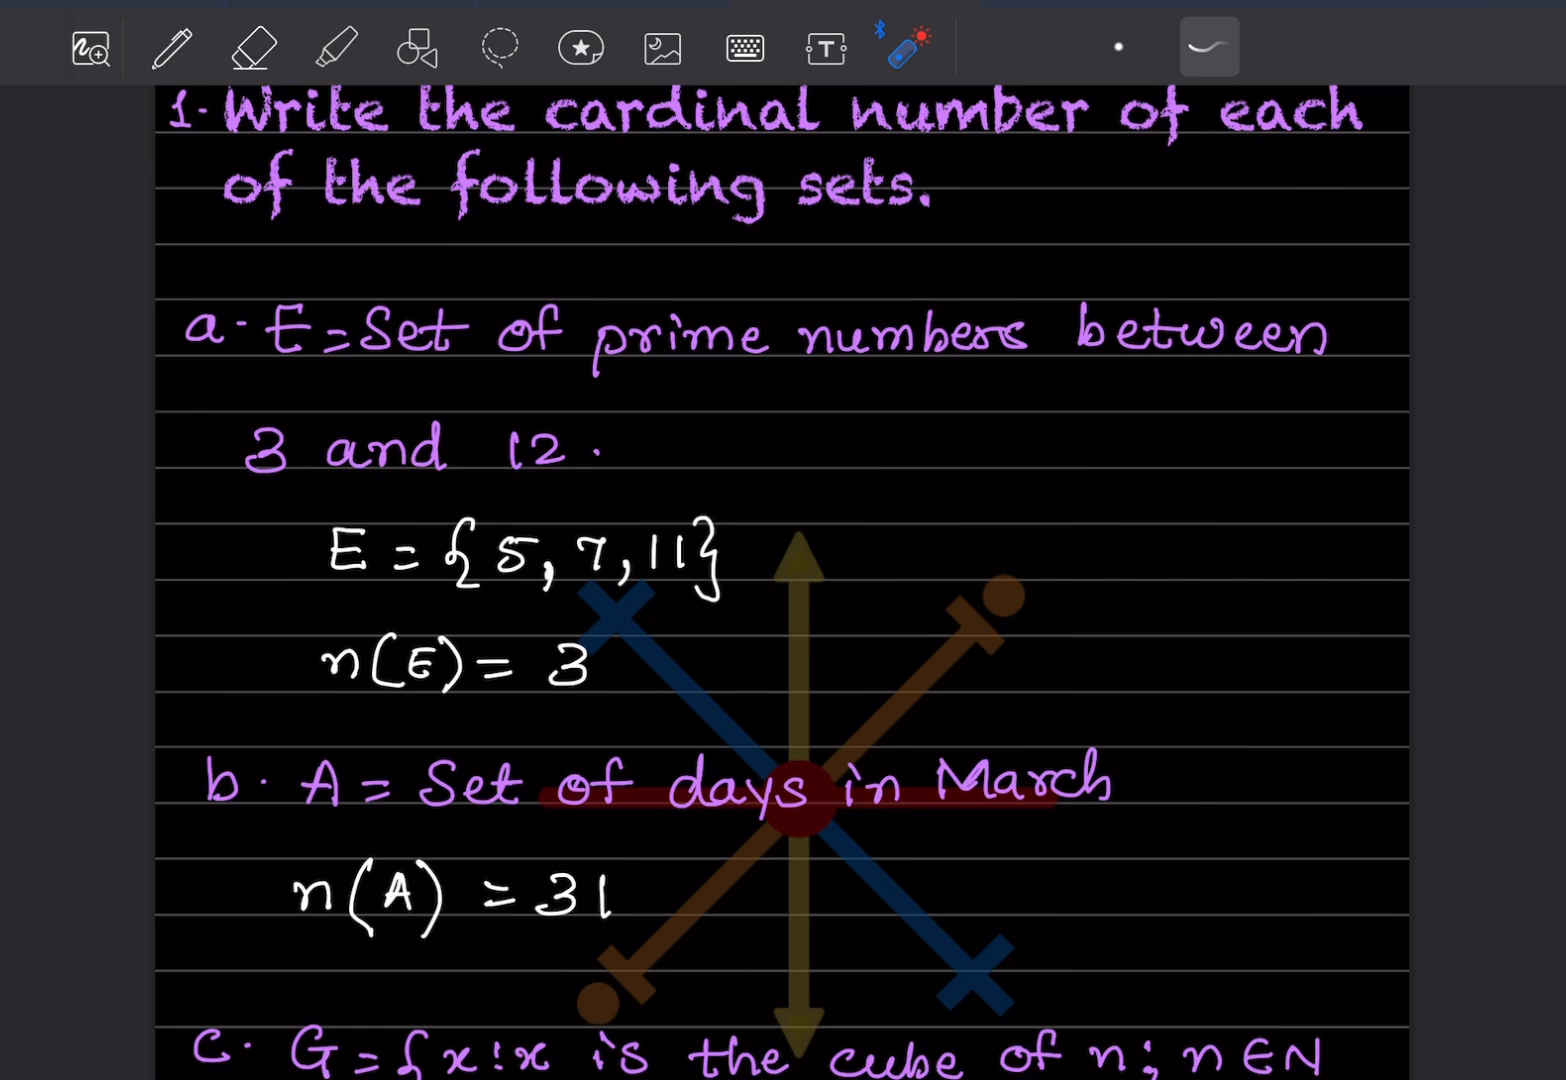 1. Write the cardinal number of each
of the following sets.
a. E = Set of prime numbers between
3 and 12.
E = {5, 7, 11}
n(E) = 3
b. A = Set of days in March
n(A) = 31
c. G = {x!x is the cube of n; n ∈ N